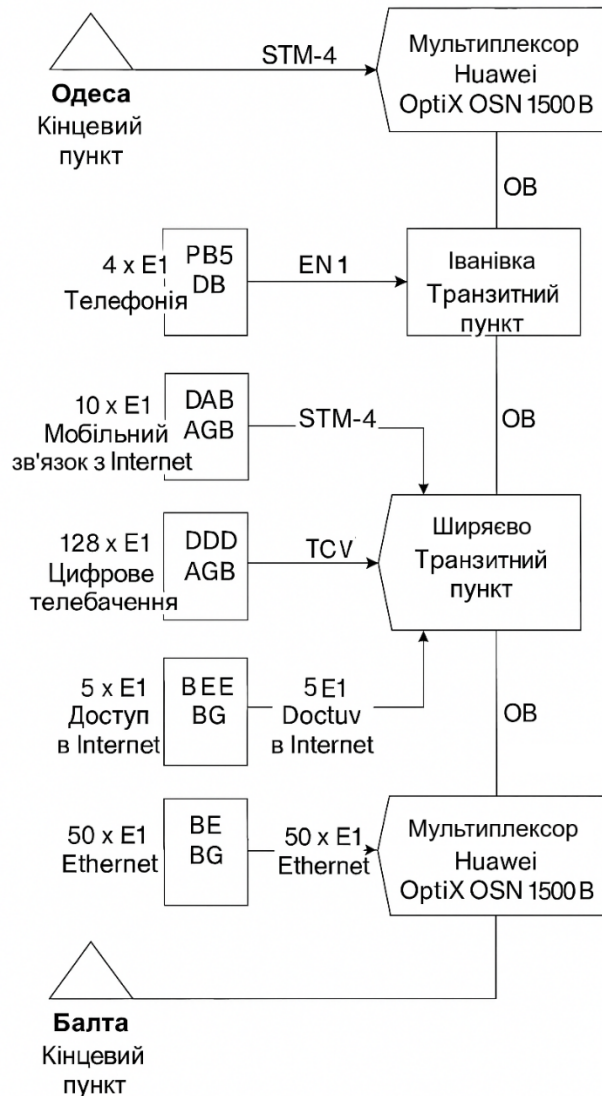 STM-4
Одеса
Кінцевий
пункт
Мультиплексор
Huawei
OptiX OSN 1500 B
ОВ
4 x E1
Телефонія
PB5
DB
EN 1
Іванівка
Транзитний
пункт
10 x E1
Мобільний
зв'язок з Internet
DAB
AGB
STM-4
ОВ
128 x E1
Цифрове
телебачення
DDD
AGB
TCV
Ширяєво
Транзитний
пункт
5 x E1
Доступ
в Internet
BEE
BG
5 E1
Doctuv
в Internet
ОВ
50 x E1
Ethernet
BE
BG
50 x E1
Ethernet
Мультиплексор
Huawei
OptiX OSN 1500 B
Балта
Кінцевий
пункт